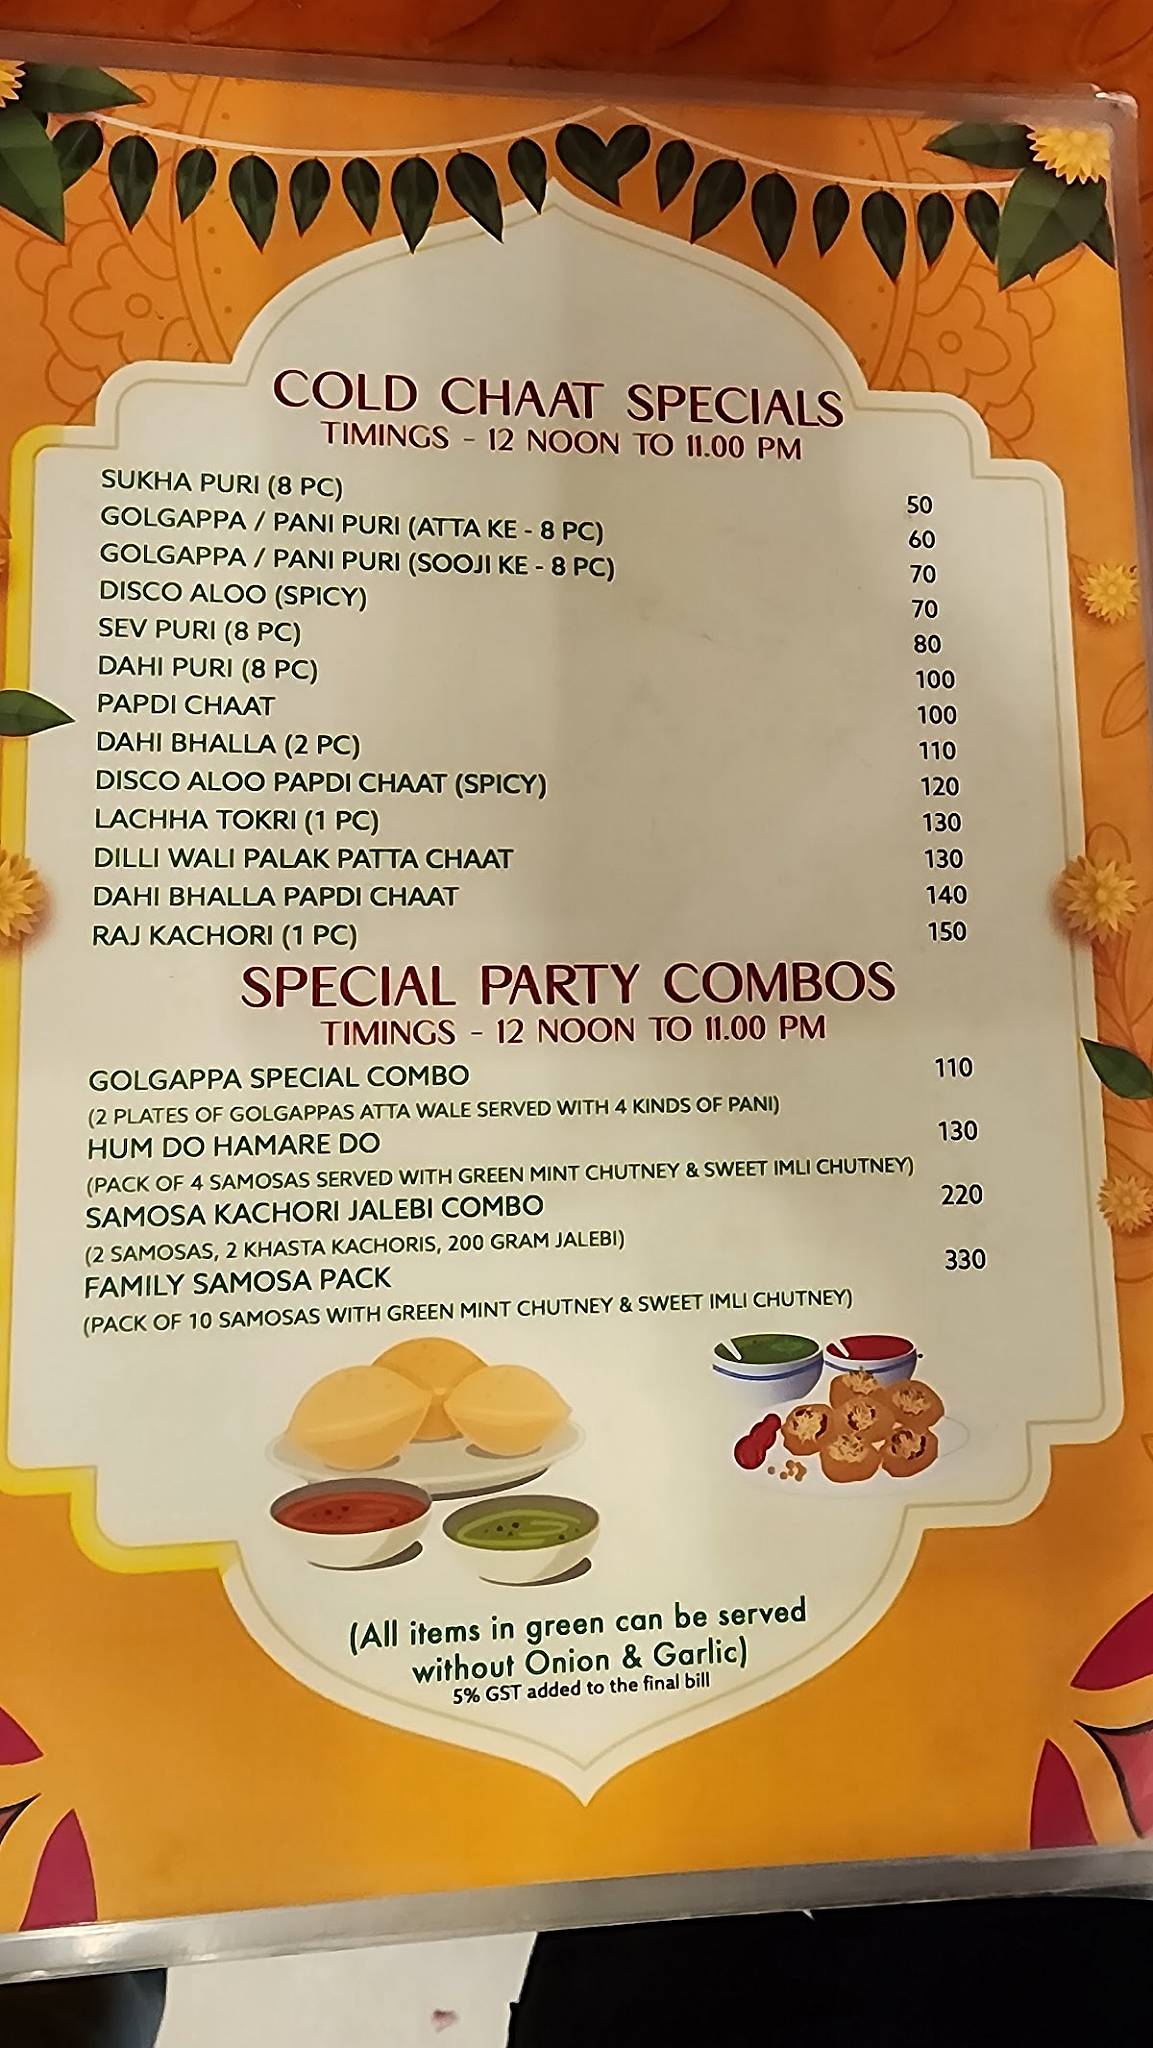 COLD CHAAT SPECIALS
TIMINGS - 12 NOON TO 11.00 PM
SUKHA PURI (8 PC) 50
GOLGAPPA / PANI PURI (ATTA KE - 8 PC) 60
GOLGAPPA / PANI PURI (SOOJI KE - 8 PC) 70
DISCO ALOO (SPICY) 70
SEV PURI (8 PC) 80
DAHI PURI (8 PC) 100
PAPDI CHAAT 100
DAHI BHALLA (2 PC) 110
DISCO ALOO PAPDI CHAAT (SPICY) 120
LACHHA TOKRI (1 PC) 130
DILLI WALI PALAK PATTA CHAAT 130
DAHI BHALLA PAPDI CHAAT 140
RAJ KACHORI (1 PC) 150
SPECIAL PARTY COMBOS
TIMINGS - 12 NOON TO 11.00 PM
GOLGAPPA SPECIAL COMBO 110
(2 PLATES OF GOLGAPPAS ATTA WALE SERVED WITH 4 KINDS OF PANI)
HUM DO HAMARE DO 130
(PACK OF 4 SAMOSAS SERVED WITH GREEN MINT CHUTNEY & SWEET IMLI CHUTNEY)
SAMOSA KACHORI JALEBI COMBO 220
(2 SAMOSAS, 2 KHASTA KACHORIS, 200 GRAM JALEBI)
FAMILY SAMOSA PACK 330
(PACK OF 10 SAMOSAS WITH GREEN MINT CHUTNEY & SWEET IMLI CHUTNEY)
(All items in green can be served
without Onion & Garlic)
5% GST added to the final bill